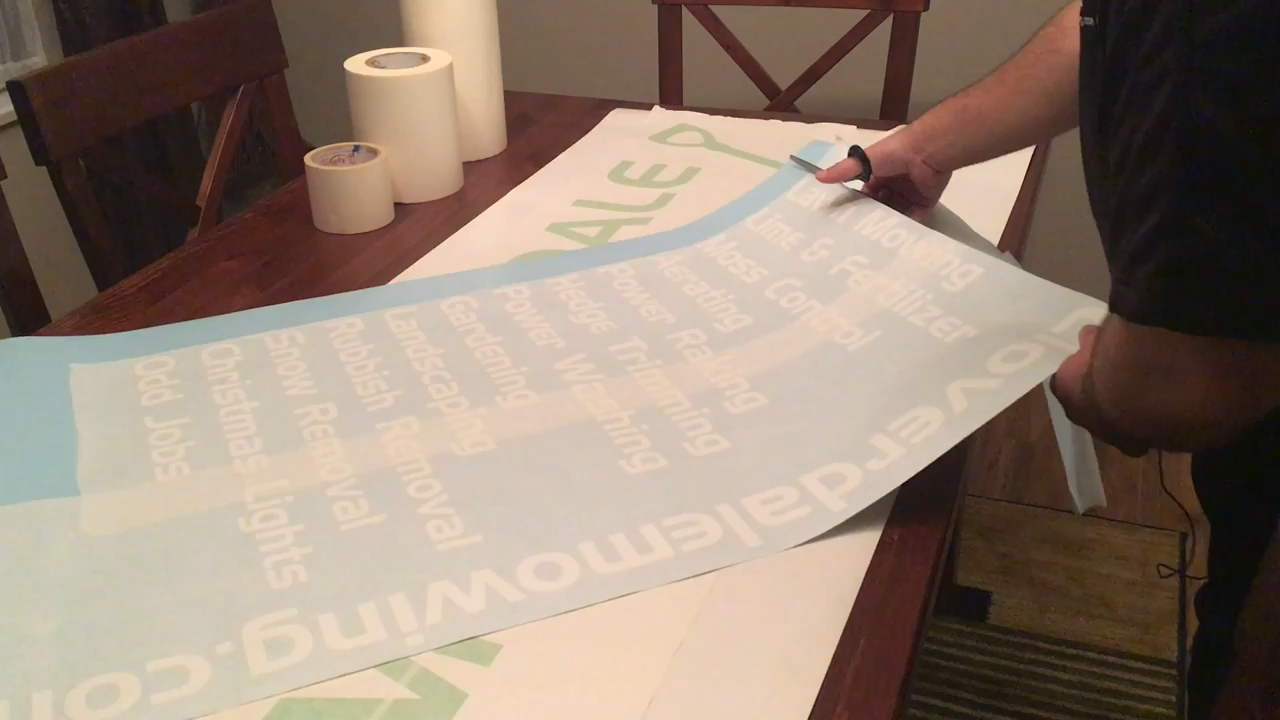 ALE
Lawn Mowing
Lime & Fertilizer
Moss Control
Aerating
Power Raking
Hedge Trimming
Power Washing
Gardening
Landscaping
Rubbish Removal
Snow Removal
Christmas Lights
Odd Jobs
cloverdalemowing.com